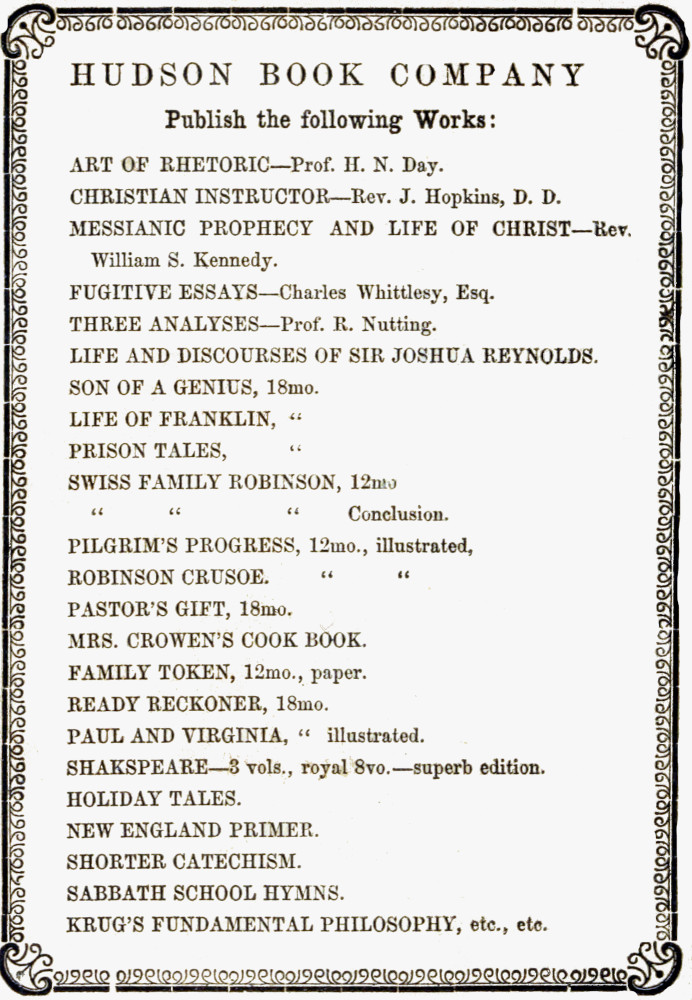 HUDSON BOOK COMPANY
Publish the following Works:
ART OF RHETORIC—Prof. H. N. Day.
CHRISTIAN INSTRUCTOR—Rev. J. Hopkins, D. D.
MESSIANIC PROPHECY AND LIFE OF CHRIST—Rev.
William S. Kennedy.
FUGITIVE ESSAYS—Charles Whittlesy, Esq.
THREE ANALYSES—Prof. R. Nutting.
LIFE AND DISCOURSES OF SIR JOSHUA REYNOLDS.
SON OF A GENIUS, 18mo.
LIFE OF FRANKLIN, “
PRISON TALES, “
SWISS FAMILY ROBINSON, 12mo
“ “ “ Conclusion.
PILGRIM'S PROGRESS, 12mo., illustrated,
ROBINSON CRUSOE. “ “
PASTOR'S GIFT, 18mo.
MRS. CROWEN'S COOK BOOK.
FAMILY TOKEN, 12mo., paper.
READY RECKONER, 18mo.
PAUL AND VIRGINIA, “ illustrated.
SHAKSPEARE—3 vols., royal 8vo.—superb edition.
HOLIDAY TALES.
NEW ENGLAND PRIMER.
SHORTER CATECHISM.
SABBATH SCHOOL HYMNS.
KRUG'S FUNDAMENTAL PHILOSOPHY, etc., etc.